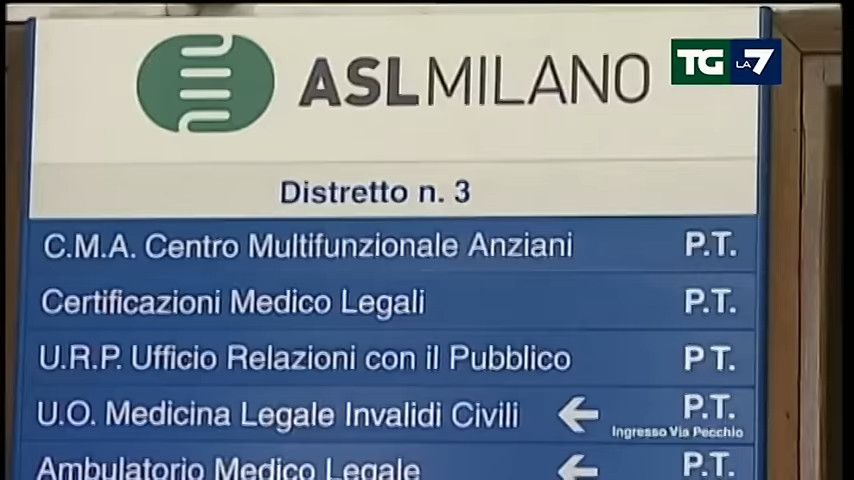 ASLMILANO
TG LA7
Distretto n. 3
C.M.A. Centro Multifunzionale Anziani P.T.
Certificazioni Medico Legali P.T.
U.R.P. Ufficio Relazioni con il Pubblico P T.
U.O. Medicina Legale Invalidi Civili ← P.T.
Ingresso Via Pecchio
Ambulatorio Medico Legale ← P.T.